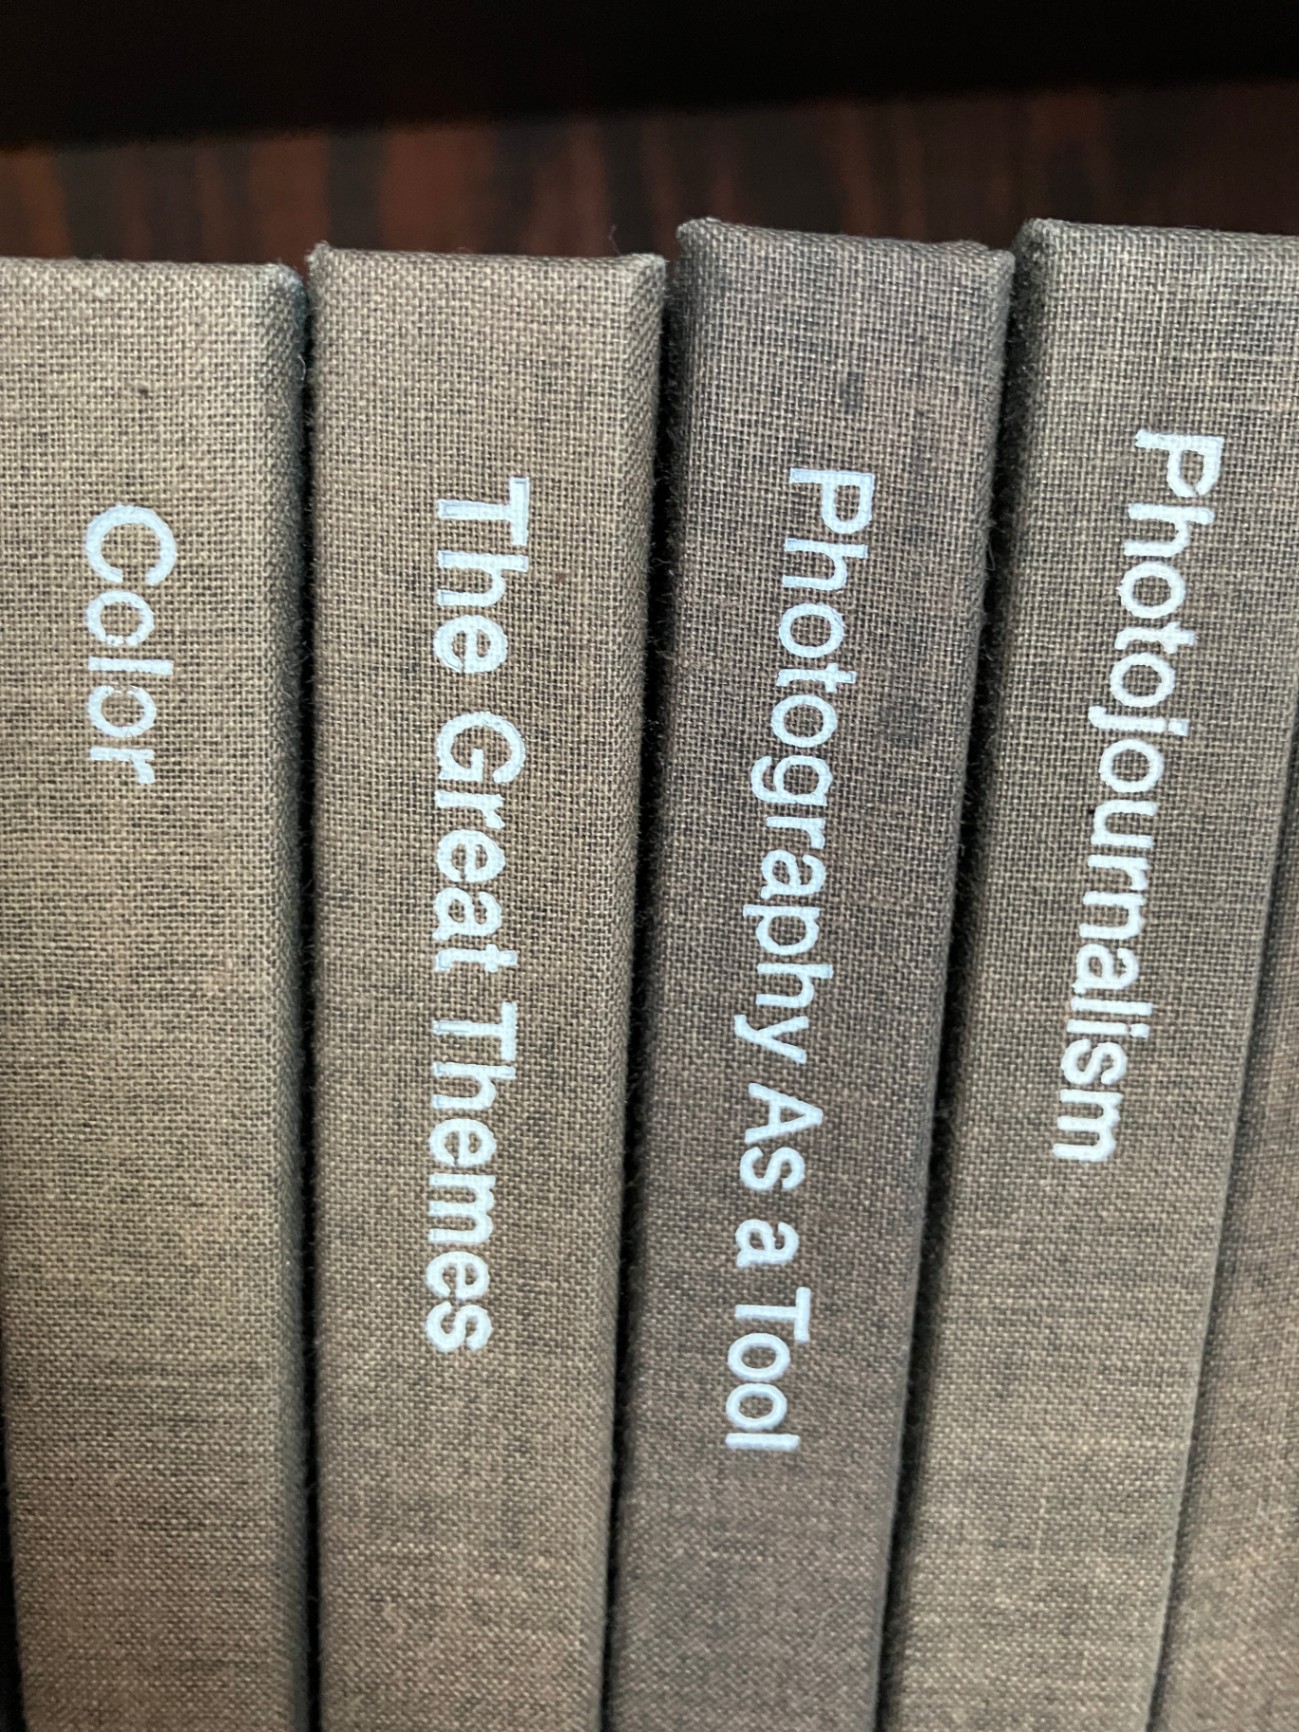 Color
The Great Themes
Photography As a Tool
Photojournalism